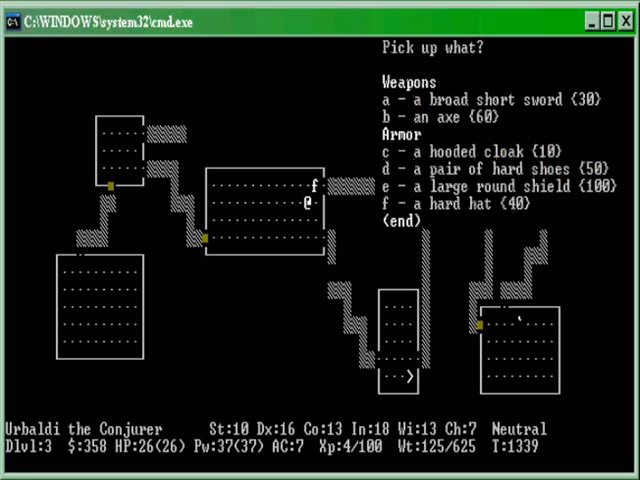 C:\WINDOWS\system32\cmd.exe
Pick up what?
Weapons
a - a broad short sword {30}
b - an axe {60}
Armor
c - a hooded cloak {10}
d - a pair of hard shoes {50}
e - a large round shield {100}
f - a hard hat {40}
(end)
f
@
>
Urbaldi the Conjurer St:10 Dx:16 Co:13 In:18 Wi:13 Ch:7 Neutral
Dlvl:3 $:358 HP:26(26) Pw:37(37) AC:7 Xp:4/100 Wt:125/625 T:1339